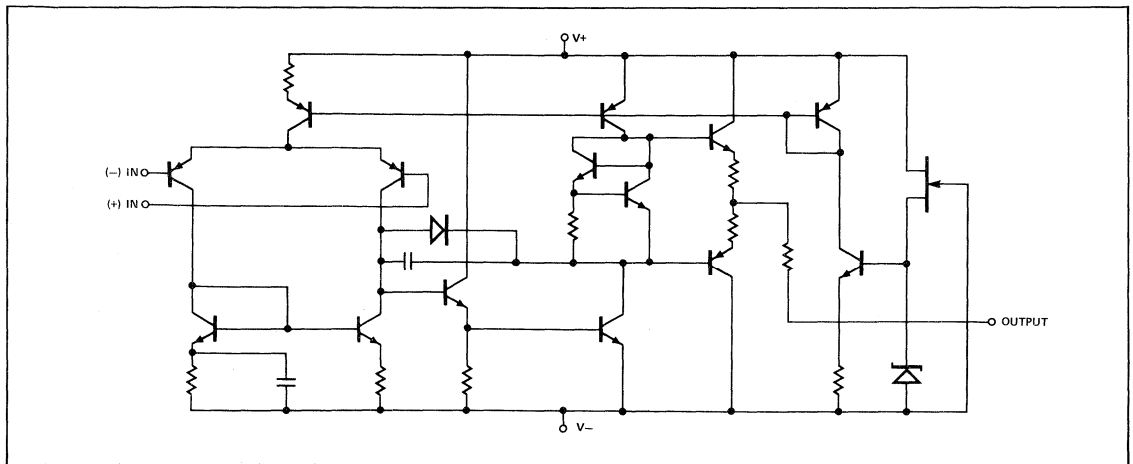 V+
(−) IN
(+) IN
OUTPUT
V−